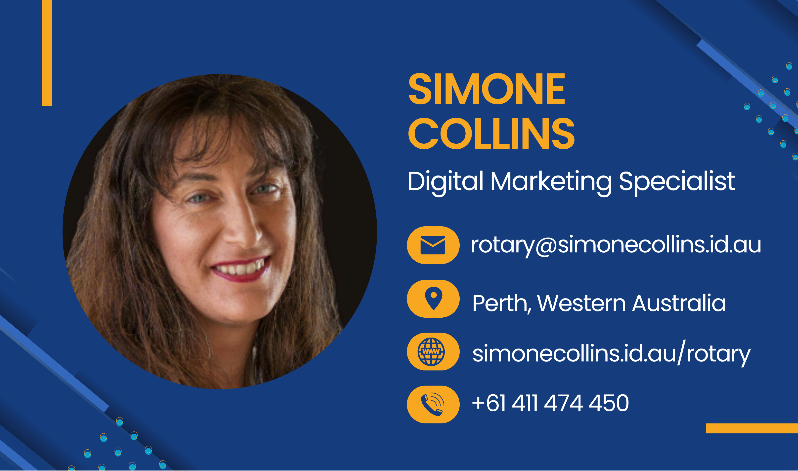 SIMONE
COLLINS
Digital Marketing Specialist
rotary@simonecollins.id.au
Perth, Western Australia
www
simonecollins.id.au/rotary
+61 411 474 450